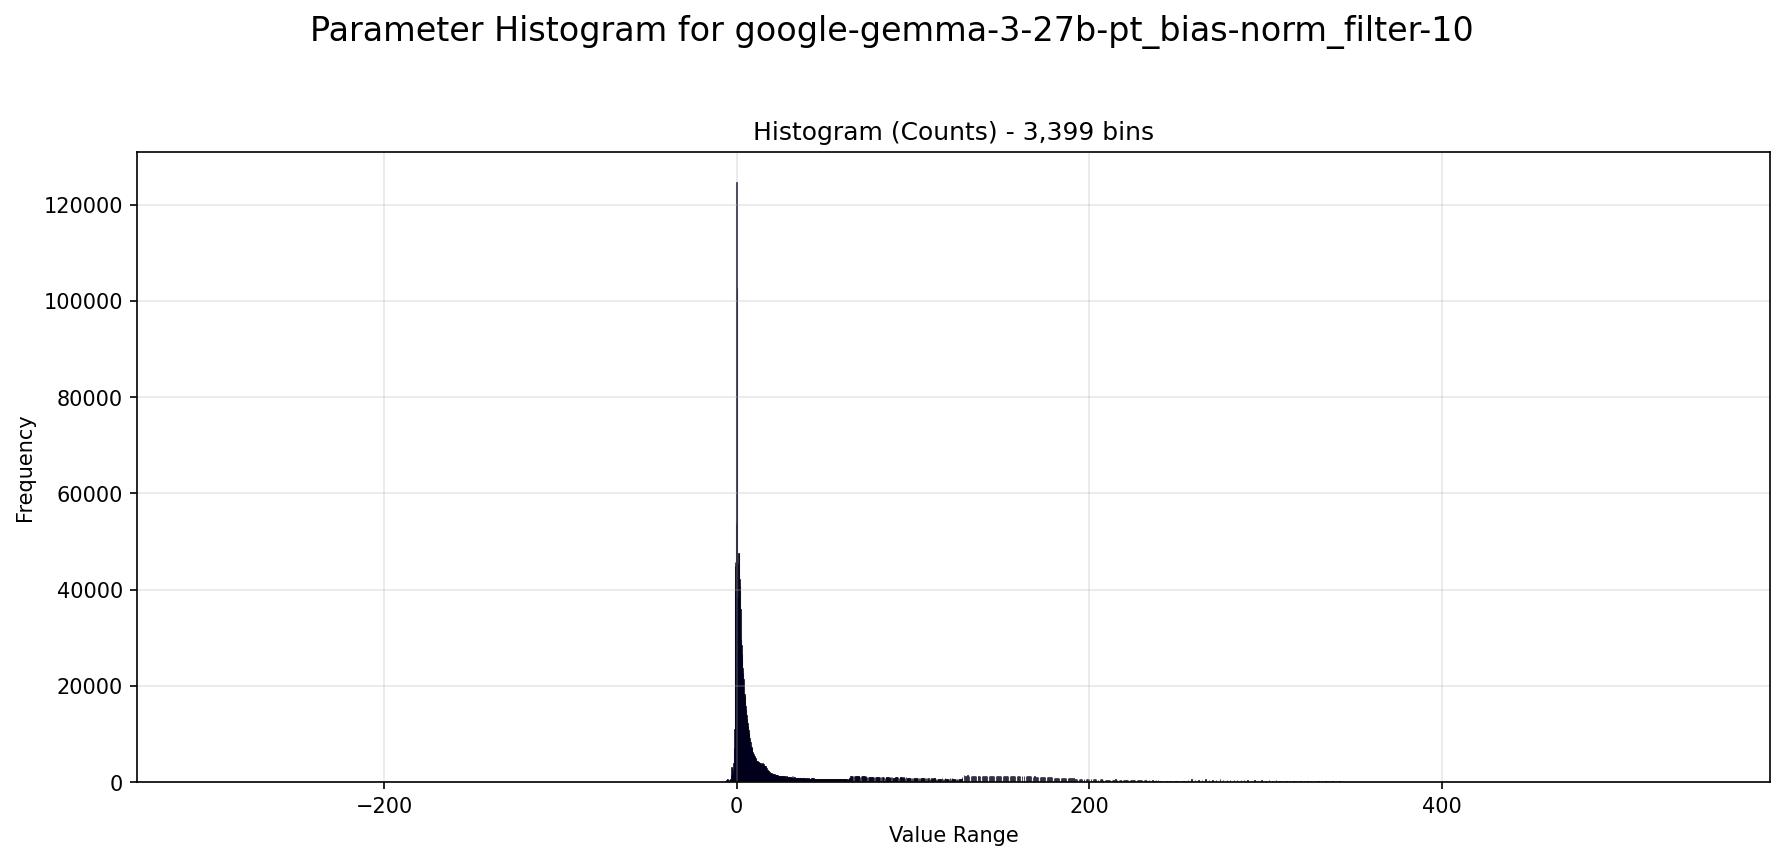 Parameter Histogram for google-gemma-3-27b-pt_bias-norm_filter-10
Histogram (Counts) - 3,399 bins
120000
100000
80000
60000
40000
20000
0
Frequency
−200
0
200
400
Value Range